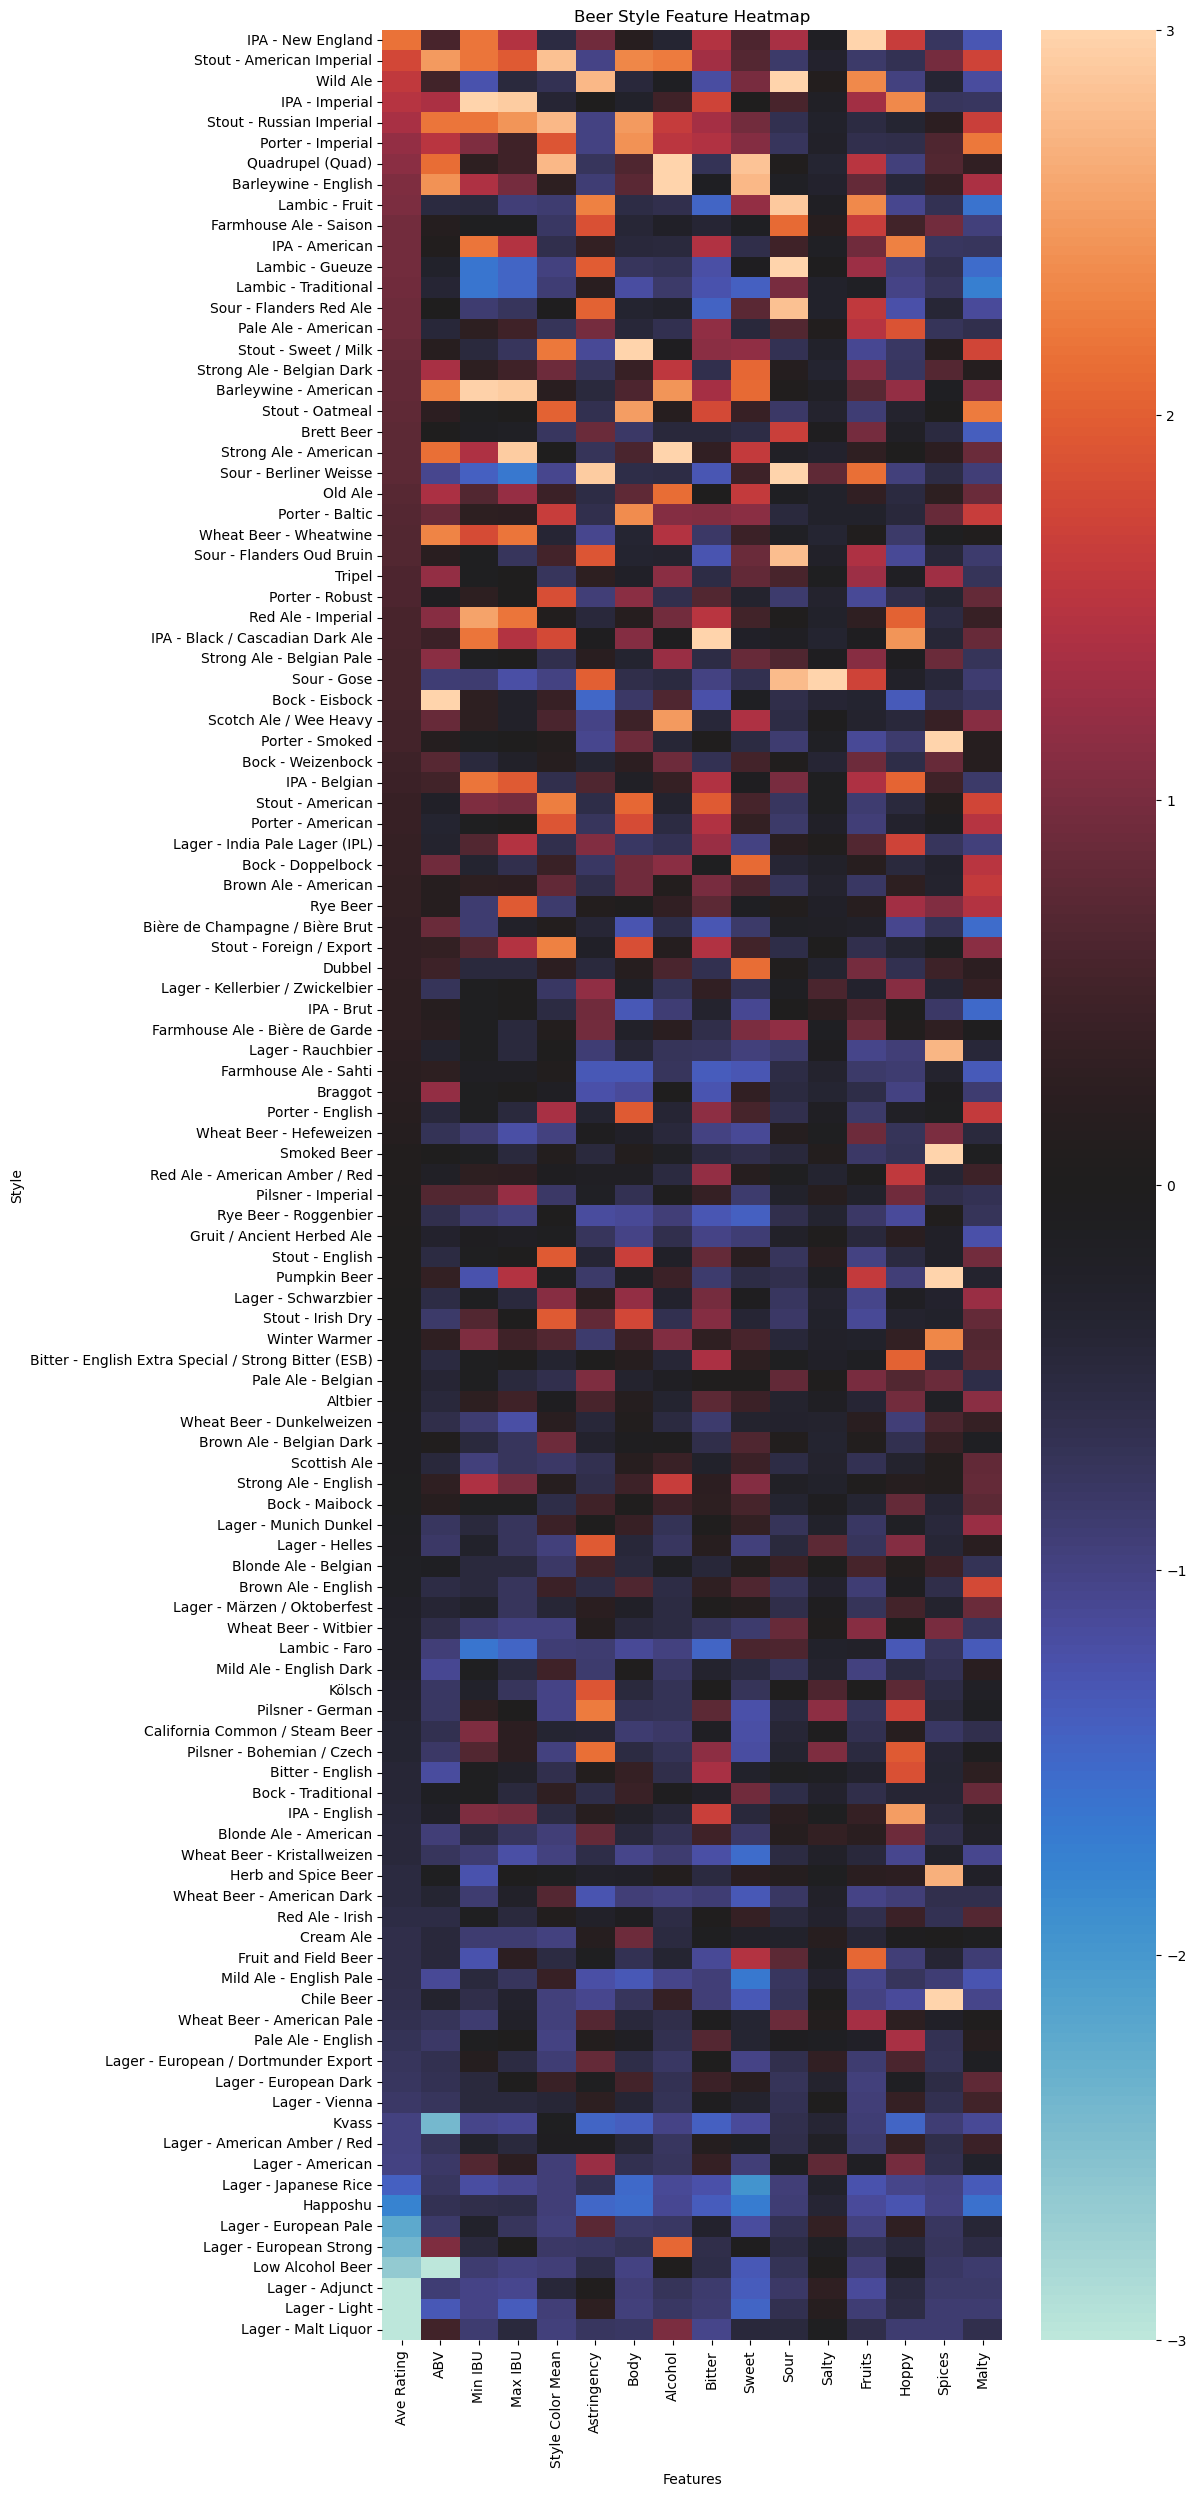 Beer Style Feature Heatmap
IPA - New England
Stout - American Imperial
Wild Ale
IPA - Imperial
Stout - Russian Imperial
Porter - Imperial
Quadrupel (Quad)
Barleywine - English
Lambic - Fruit
Farmhouse Ale - Saison
IPA - American
Lambic - Gueuze
Lambic - Traditional
Sour - Flanders Red Ale
Pale Ale - American
Stout - Sweet / Milk
Strong Ale - Belgian Dark
Barleywine - American
Stout - Oatmeal
Brett Beer
Strong Ale - American
Sour - Berliner Weisse
Old Ale
Porter - Baltic
Wheat Beer - Wheatwine
Sour - Flanders Oud Bruin
Tripel
Porter - Robust
Red Ale - Imperial
IPA - Black / Cascadian Dark Ale
Strong Ale - Belgian Pale
Sour - Gose
Bock - Eisbock
Scotch Ale / Wee Heavy
Porter - Smoked
Bock - Weizenbock
IPA - Belgian
Stout - American
Porter - American
Lager - India Pale Lager (IPL)
Bock - Doppelbock
Brown Ale - American
Rye Beer
Bière de Champagne / Bière Brut
Stout - Foreign / Export
Dubbel
Lager - Kellerbier / Zwickelbier
IPA - Brut
Farmhouse Ale - Bière de Garde
Lager - Rauchbier
Farmhouse Ale - Sahti
Braggot
Porter - English
Wheat Beer - Hefeweizen
Smoked Beer
Red Ale - American Amber / Red
Pilsner - Imperial
Rye Beer - Roggenbier
Gruit / Ancient Herbed Ale
Stout - English
Pumpkin Beer
Lager - Schwarzbier
Stout - Irish Dry
Winter Warmer
Bitter - English Extra Special / Strong Bitter (ESB)
Pale Ale - Belgian
Altbier
Wheat Beer - Dunkelweizen
Brown Ale - Belgian Dark
Scottish Ale
Strong Ale - English
Bock - Maibock
Lager - Munich Dunkel
Lager - Helles
Blonde Ale - Belgian
Brown Ale - English
Lager - Märzen / Oktoberfest
Wheat Beer - Witbier
Lambic - Faro
Mild Ale - English Dark
Kölsch
Pilsner - German
California Common / Steam Beer
Pilsner - Bohemian / Czech
Bitter - English
Bock - Traditional
IPA - English
Blonde Ale - American
Wheat Beer - Kristallweizen
Herb and Spice Beer
Wheat Beer - American Dark
Red Ale - Irish
Cream Ale
Fruit and Field Beer
Mild Ale - English Pale
Chile Beer
Wheat Beer - American Pale
Pale Ale - English
Lager - European / Dortmunder Export
Lager - European Dark
Lager - Vienna
Kvass
Lager - American Amber / Red
Lager - American
Lager - Japanese Rice
Happoshu
Lager - European Pale
Lager - European Strong
Low Alcohol Beer
Lager - Adjunct
Lager - Light
Lager - Malt Liquor
Style
Ave Rating
ABV
Min IBU
Max IBU
Style Color Mean
Astringency
Body
Alcohol
Bitter
Sweet
Sour
Salty
Fruits
Hoppy
Spices
Malty
Features
3
2
1
0
−1
−2
−3